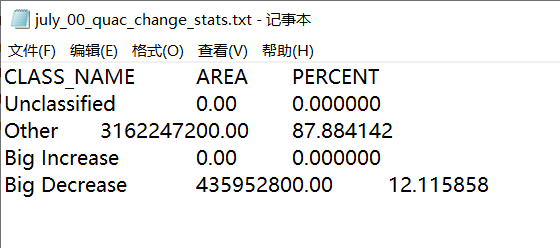 july_00_quac_change_stats.txt - 记事本
文件(F) 编辑(E) 格式(O) 查看(V) 帮助(H)
CLASS_NAME AREA PERCENT
Unclassified 0.00 0.000000
Other 3162247200.00 87.884142
Big Increase 0.00 0.000000
Big Decrease 435952800.00 12.115858